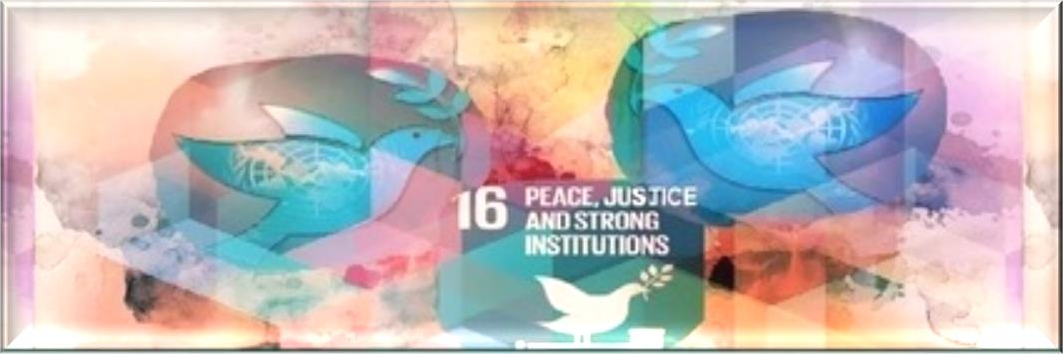 16 PEACE, JUSTICE
AND STRONG
INSTITUTIONS